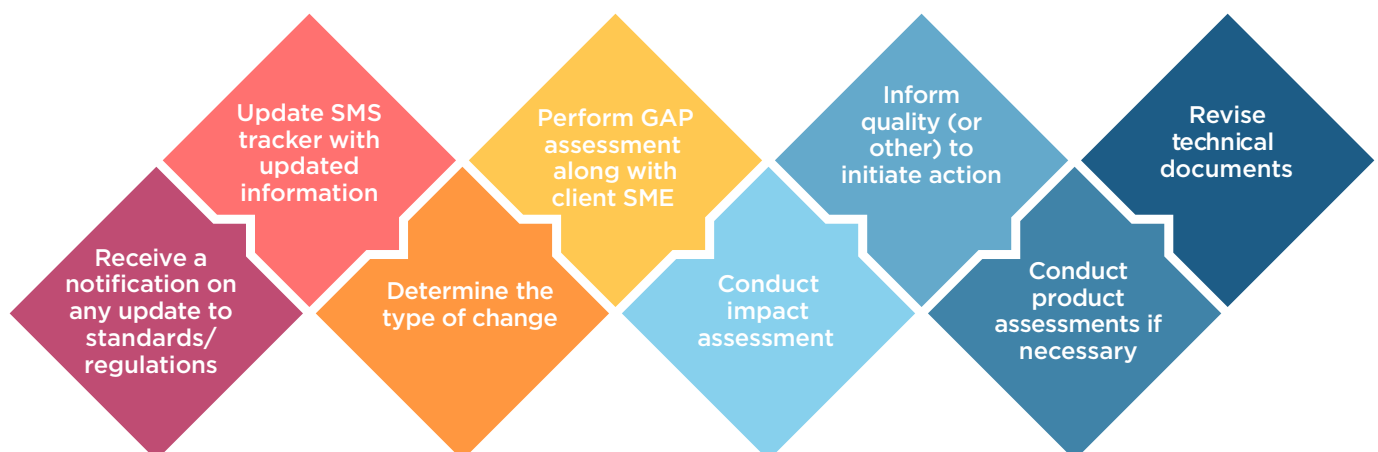 Receive a
notification on
any update to
standards/
regulations
Update SMS
tracker with
updated
information
Determine the
type of change
Perform GAP
assessment
along with
client SME
Conduct
impact
assessment
Inform
quality (or
other) to
initiate action
Conduct
product
assessments if
necessary
Revise
technical
documents